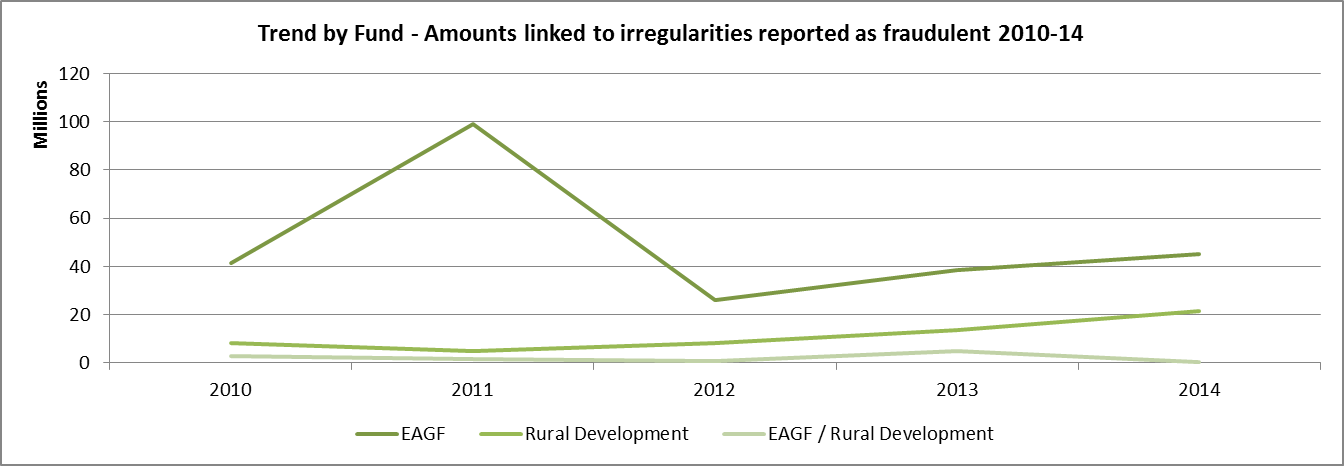 Trend by Fund - Amounts linked to irregularities reported as fraudulent 2010-14
Millions
120
100
80
60
40
20
0
2010 2011 2012 2013 2014
EAGF Rural Development EAGF / Rural Development